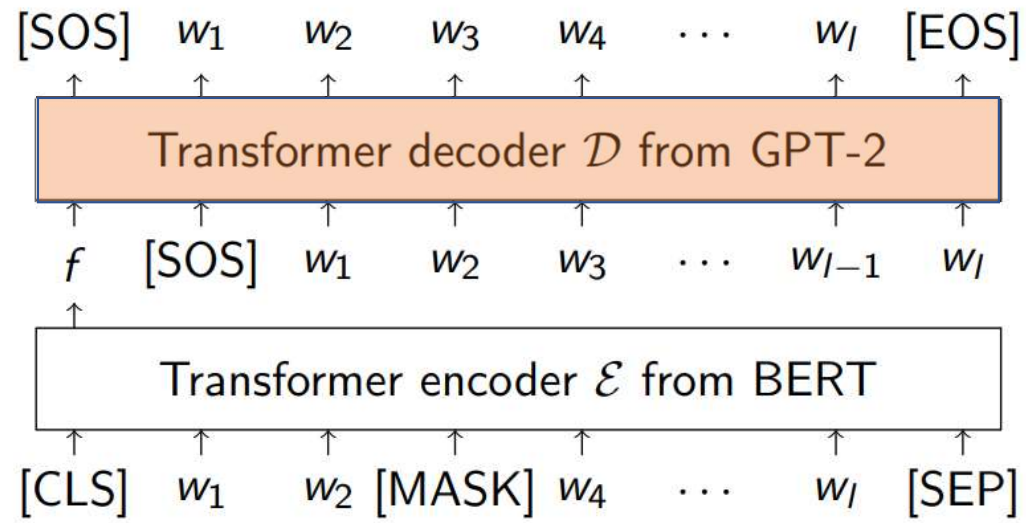 [SOS] w₁ w₂ w₃ w₄ ⋯ wₗ [EOS]
Transformer decoder 𝒟 from GPT-2
f [SOS] w₁ w₂ w₃ ⋯ wₗ₋₁ wₗ
Transformer encoder ℰ from BERT
[CLS] w₁ w₂ [MASK] w₄ ⋯ wₗ [SEP]